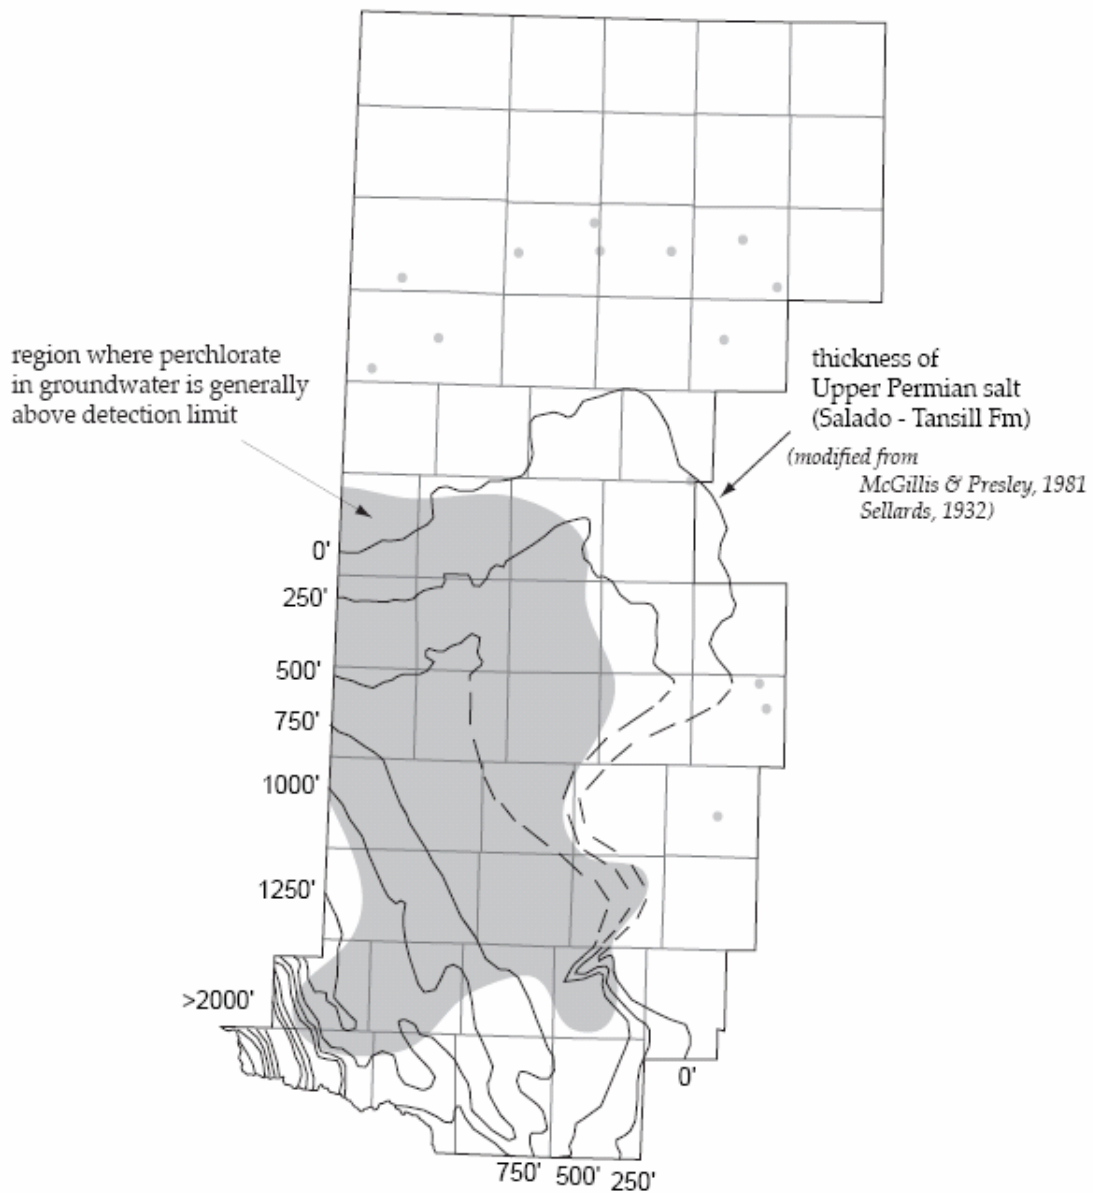 region where perchlorate
in groundwater is generally
above detection limit
thickness of
Upper Permian salt
(Salado - Tansill Fm)
(modified from
McGillis & Presley, 1981
Sellards, 1932)
0'
250'
500'
750'
1000'
1250'
>2000'
0'
750' 500' 250'